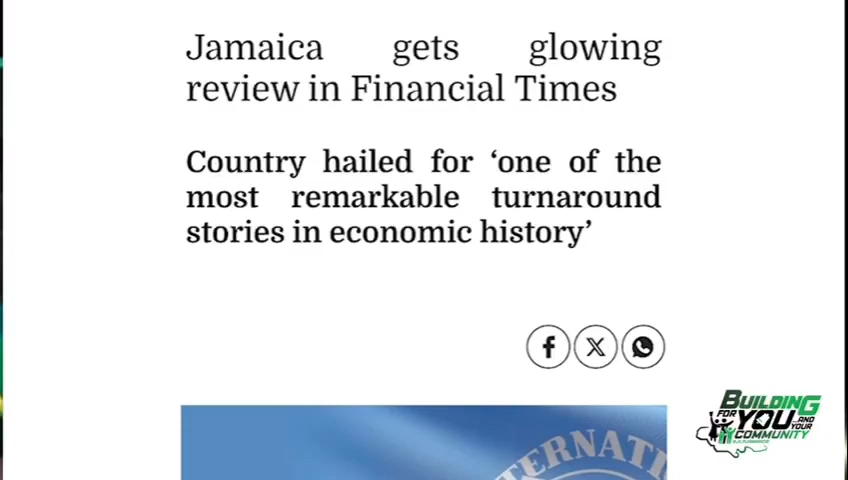 Jamaica gets glowing
review in Financial Times
Country hailed for ‘one of the
most remarkable turnaround
stories in economic history’
BUILDING
FOR
YOU AND
YOUR
COMMUNITY
NTERNATI